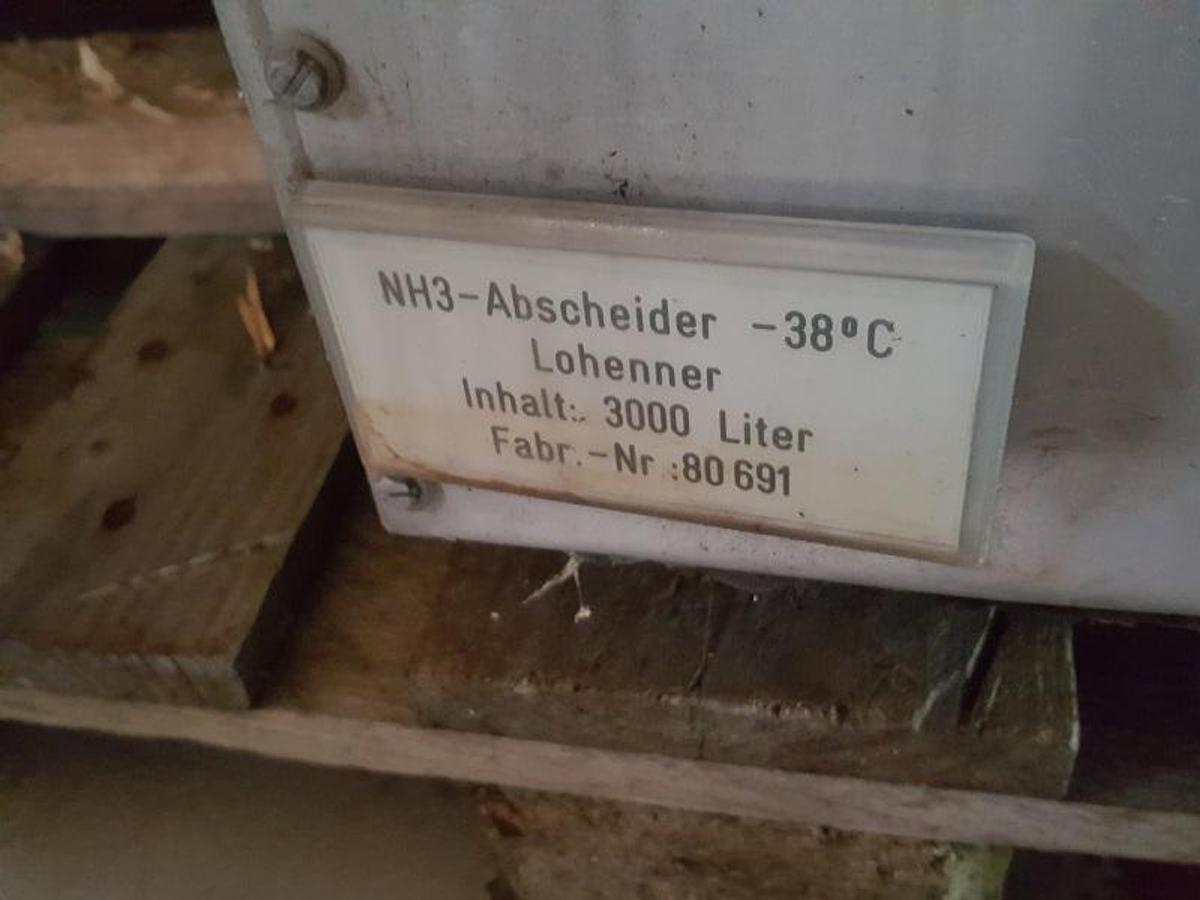 NH3-Abscheider -38°C
Lohenner
Inhalt: 3000 Liter
Fabr.-Nr.:80 691